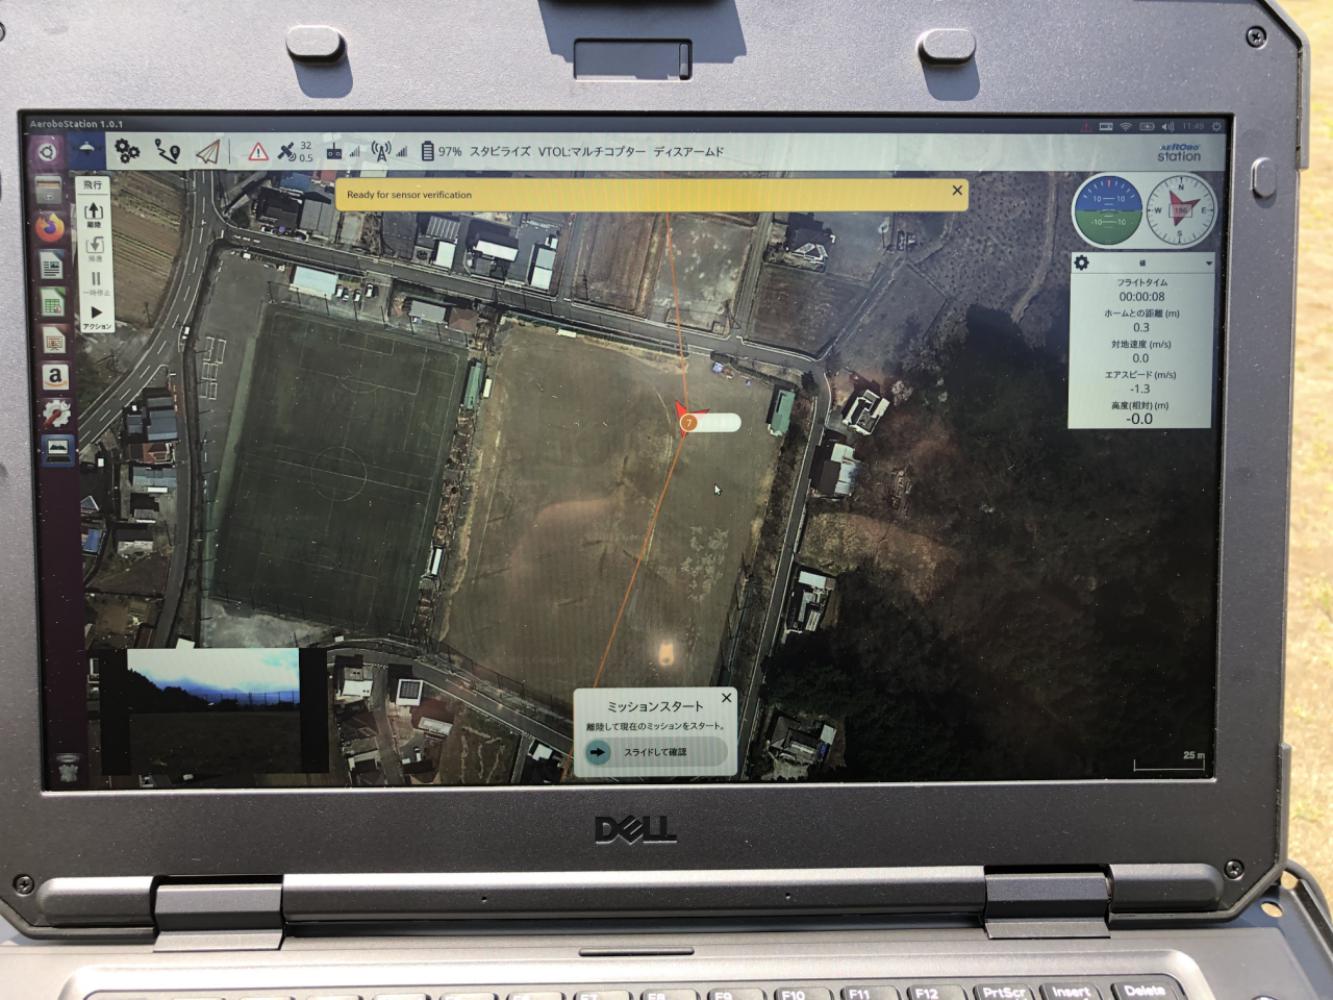 AeroboStation 1.0.1
11:49
32
0.5
97% スタビライズ VTOL:マルチコプター ディスアームド
AEROBO
station
飛行
離陸
帰還
一時停止
アクション
Ready for sensor verification
10 10
-10
N
W E
S
値
フライトタイム
00:00:08
ホームとの距離 (m)
0.3
対地速度 (m/s)
0.0
エアスピード (m/s)
-1.3
高度(相対) (m)
-0.0
7
a
ミッションスタート
離陸して現在のミッションをスタート。
スライドして確認
25 m
DELL
F7
F8
F9
F10
F11
F12
PrtScr
Insert
Delete